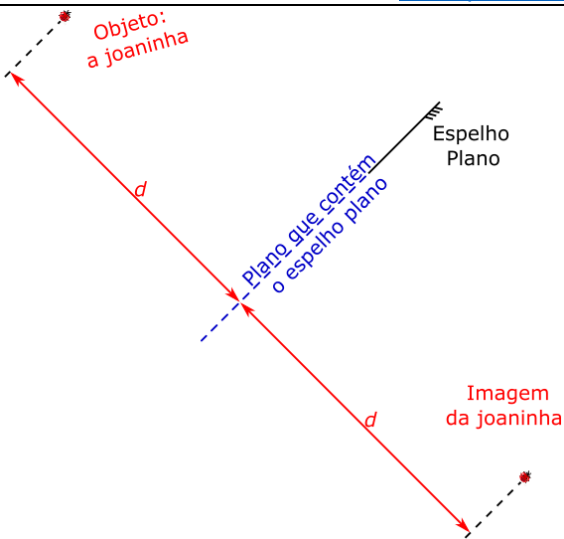 Objeto:
a joaninha
d
Espelho
Plano
Plano que contém
o espelho plano
Imagem
da joaninha
d